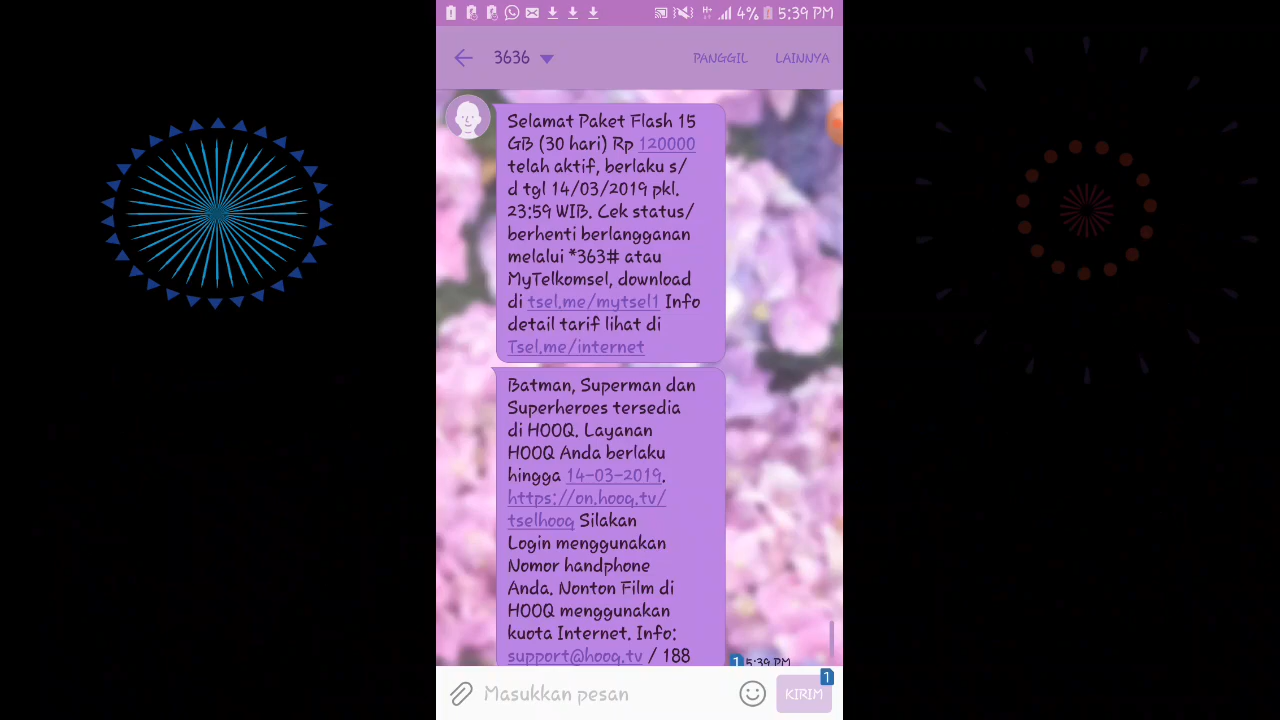 4% 5:39 PM
3636 PANGGIL LAINNYA
Selamat Paket Flash 15
GB (30 hari) Rp 120000
telah aktif, berlaku s/
d tgl 14/03/2019 pkl.
23:59 WIB. Cek status/
berhenti berlangganan
melalui *363# atau
MyTelkomsel, download
di tsel.me/mytsel1 Info
detail tarif lihat di
Tsel.me/internet
Batman, Superman dan
Superheroes tersedia
di HOOQ. Layanan
HOOQ Anda berlaku
hingga 14-03-2019.
https://on.hooq.tv/
tselhooq Silakan
Login menggunakan
Nomor handphone
Anda. Nonton Film di
HOOQ menggunakan
kuota Internet. Info:
support@hooq.tv / 188
1 5:39 PM
Masukkan pesan
1
KIRIM